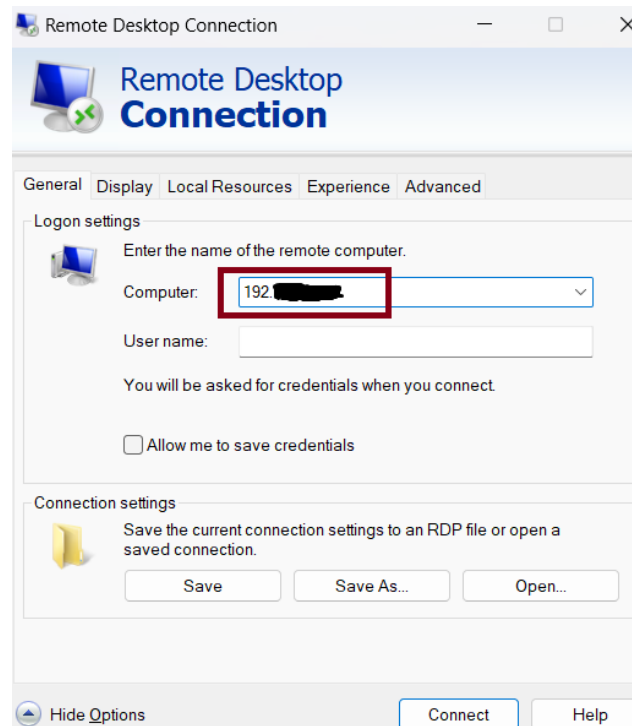 Remote Desktop Connection
Remote Desktop
Connection
General Display Local Resources Experience Advanced
Logon settings
Enter the name of the remote computer.
Computer: 192.
User name:
You will be asked for credentials when you connect.
Allow me to save credentials
Connection settings
Save the current connection settings to an RDP file or open a
saved connection.
Save Save As... Open...
Hide Options Connect Help